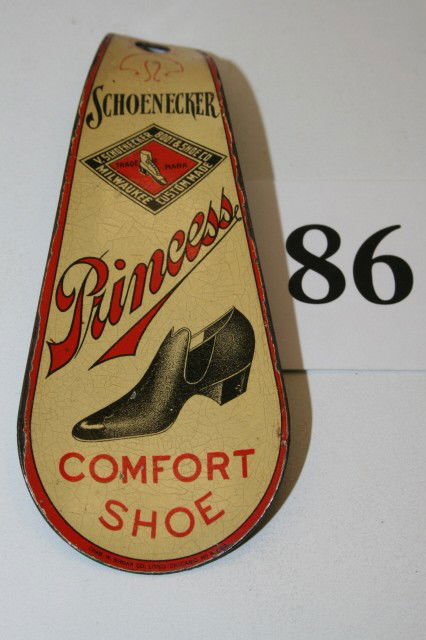 SCHOENECKER
V. SCHOENECKER BOOT & SHOE CO.
TRADE MARK
MILWAUKEE CUSTOM MADE
Princess
COMFORT
SHOE
86